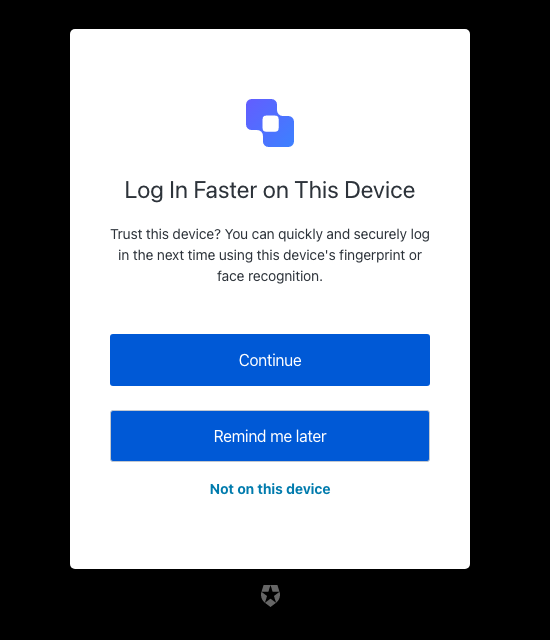 Log In Faster on This Device
Trust this device? You can quickly and securely log
in the next time using this device's fingerprint or
face recognition.
Continue
Remind me later
Not on this device